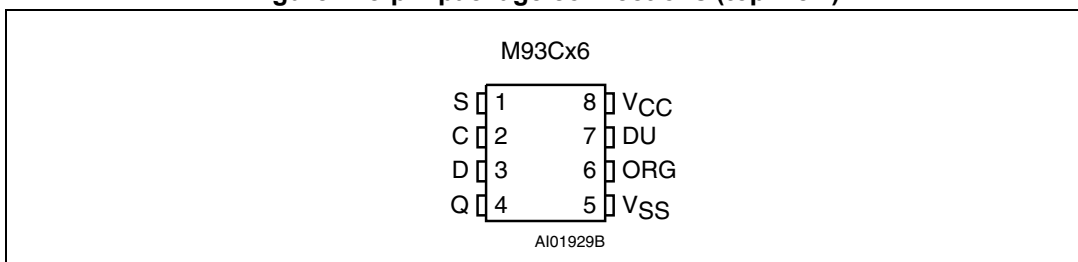 M93Cx6
S 1 8 VCC
C 2 7 DU
D 3 6 ORG
Q 4 5 VSS
AI01929B